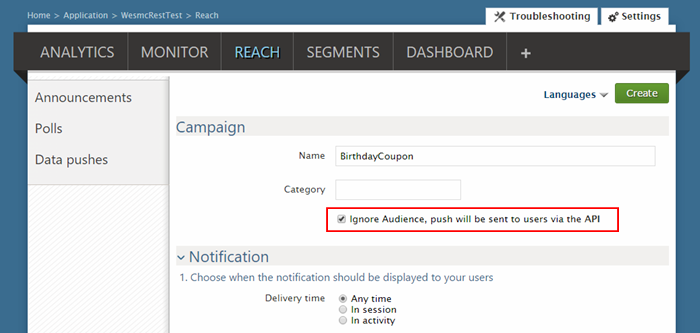 Home > Application > WesmcRestTest > Reach
Troubleshooting
Settings
ANALYTICS MONITOR REACH SEGMENTS DASHBOARD +
Announcements
Polls
Data pushes
Languages
Create
Campaign
Name BirthdayCoupon
Category
Ignore Audience, push will be sent to users via the API
Notification
1. Choose when the notification should be displayed to your users
Delivery time Any time
In session
In activity